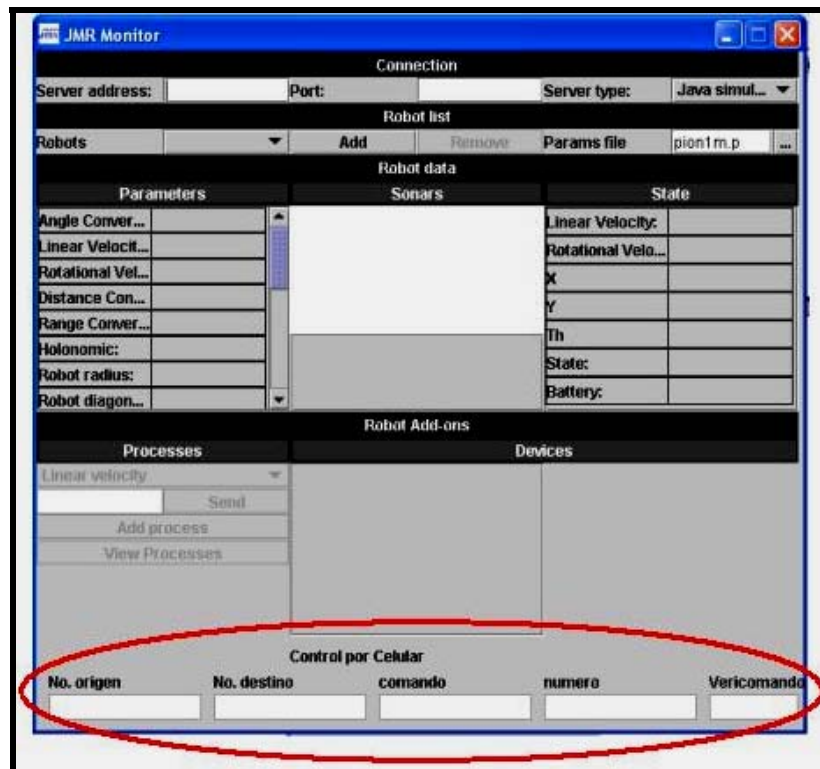 JMR Monitor
Connection
Server address: Port: Server type: Java simul...
Robot list
Robots Add Remove Params file pion1m.p ...
Robot data
Parameters Sonars State
Angle Conver... Linear Velocity:
Linear Velocit... Rotational Velo...
Rotational Vel... X
Distance Con... Y
Range Conver... Th
Holonomic: State:
Robot radius: Battery:
Robot diagon...
Robot Add-ons
Processes Devices
Linear velocity
Send
Add process
View Processes
Control por Celular
No. origen No. destino comando numero Vericomando